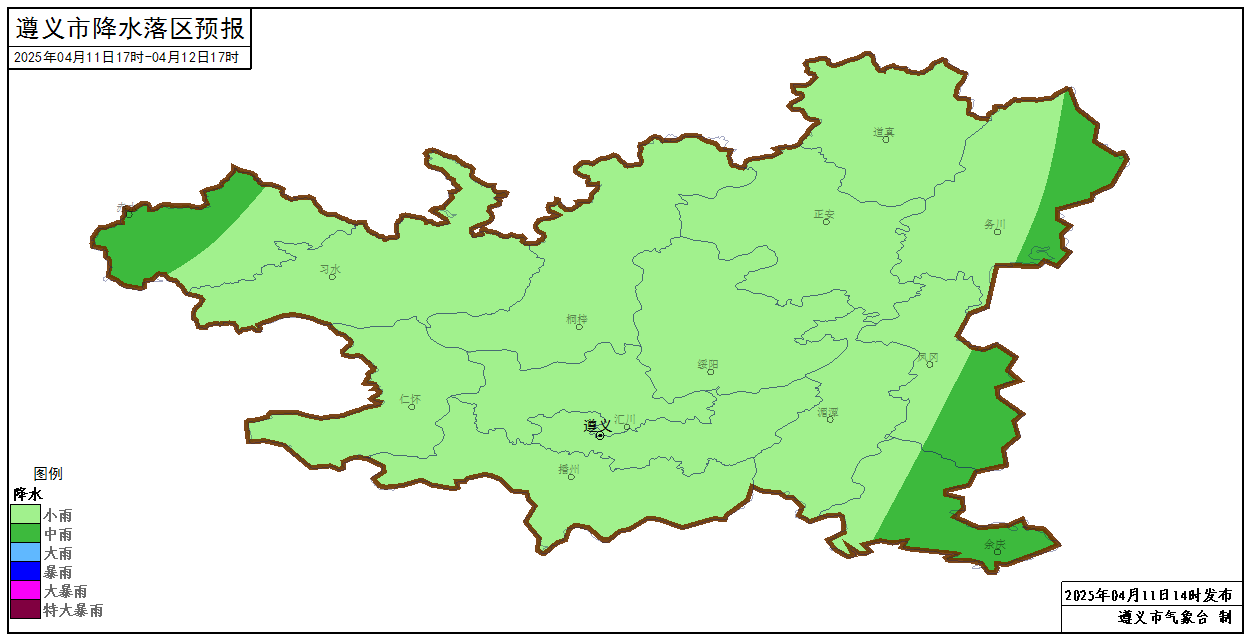 遵义市降水落区预报
2025年04月11日17时-04月12日17时
道真
赤水
正安
务川
习水
桐梓
绥阳
凤冈
仁怀
湄潭
汇川
遵义
播州
余庆
图例
降水
小雨
中雨
大雨
暴雨
大暴雨
特大暴雨
2025年04月11日14时发布
遵义市气象台 制